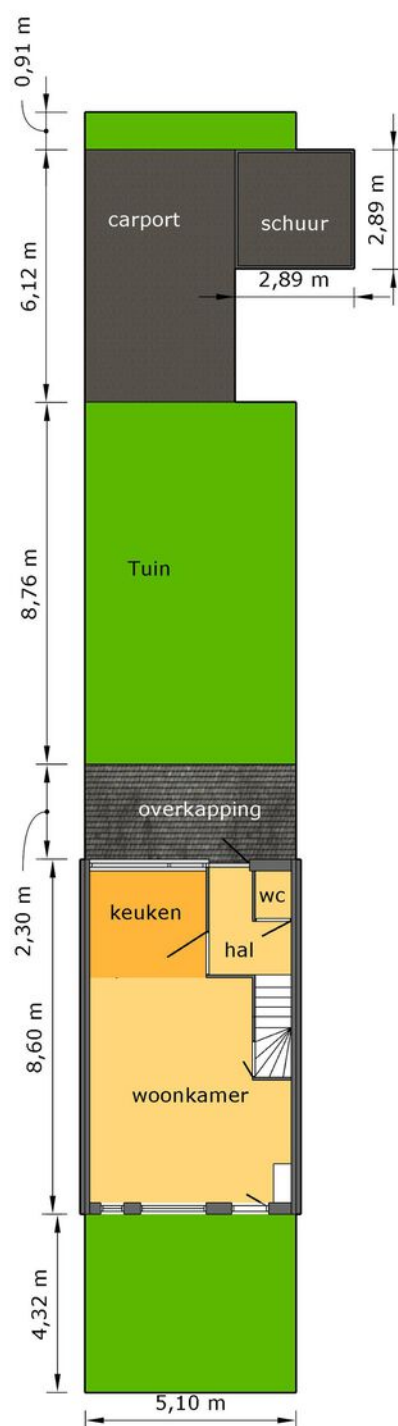 0,91 m
carport
schuur
6,12 m
2,89 m
2,89 m
Tuin
8,76 m
overkapping
2,30 m
keuken
wc
hal
8,60 m
woonkamer
4,32 m
5,10 m